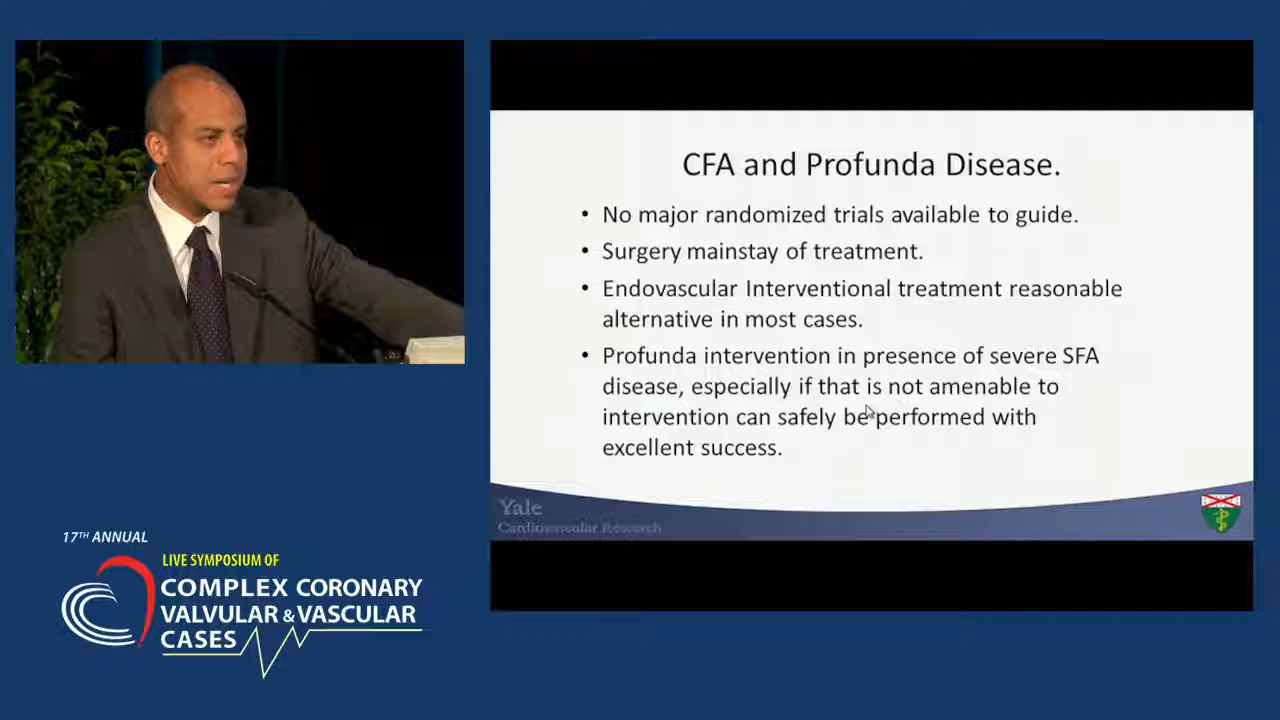 CFA and Profunda Disease.
• No major randomized trials available to guide.
• Surgery mainstay of treatment.
• Endovascular Interventional treatment reasonable
alternative in most cases.
• Profunda intervention in presence of severe SFA
disease, especially if that is not amenable to
intervention can safely be performed with
excellent success.
Yale
Cardiovascular Research
17TH ANNUAL
LIVE SYMPOSIUM OF
COMPLEX CORONARY
VALVULAR & VASCULAR
CASES